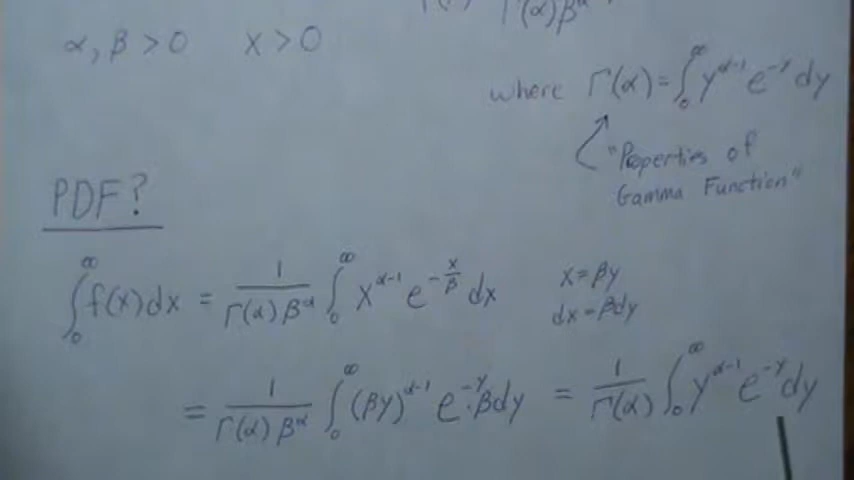 Γ(α)β^α
α, β > 0   x > 0
where Γ(α) = ∫₀^∞ y^(α-1) e^(-y) dy
"Properties of
Gamma Function"
PDF?
∫₀^∞ f(x)dx = 1/(Γ(α) β^α) ∫₀^∞ x^(α-1) e^(-x/β) dx
x = βy
dx = βdy
= 1/(Γ(α) β^α) ∫₀^∞ (βy)^(α-1) e^(-y) · βdy = 1/Γ(α) ∫₀^∞ y^(α-1) e^(-y) dy